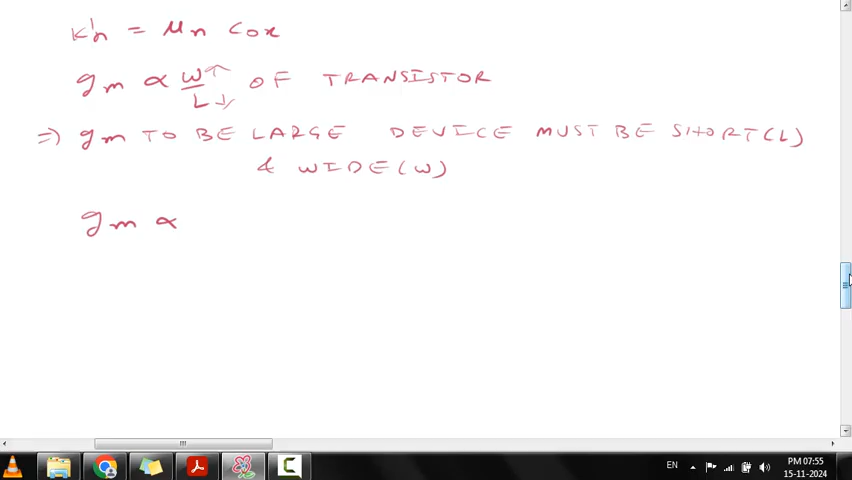 k'n = μn Cox
gm ∝ W↑/L↓ OF TRANSISTOR
=> gm TO BE LARGE DEVICE MUST BE SHORT(L)
& WIDE(W)
gm ∝
EN
PM 07:55
15-11-2024